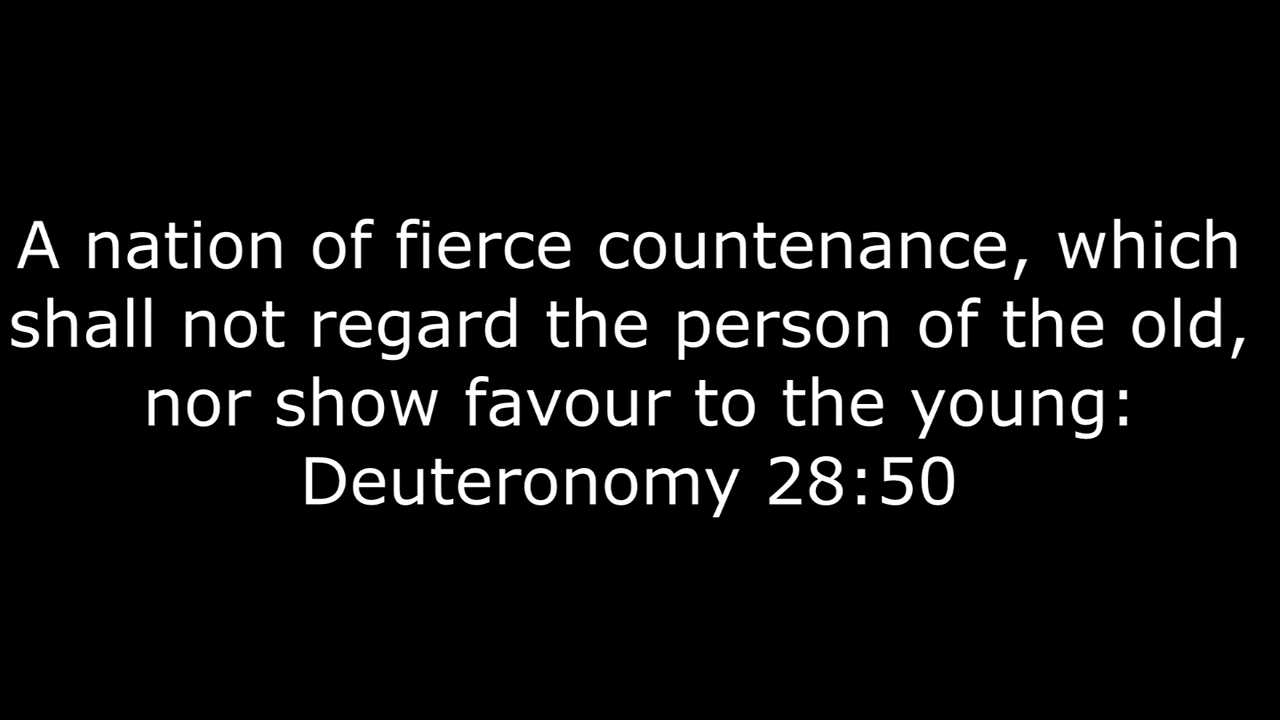 A nation of fierce countenance, which
shall not regard the person of the old,
nor show favour to the young:
Deuteronomy 28:50